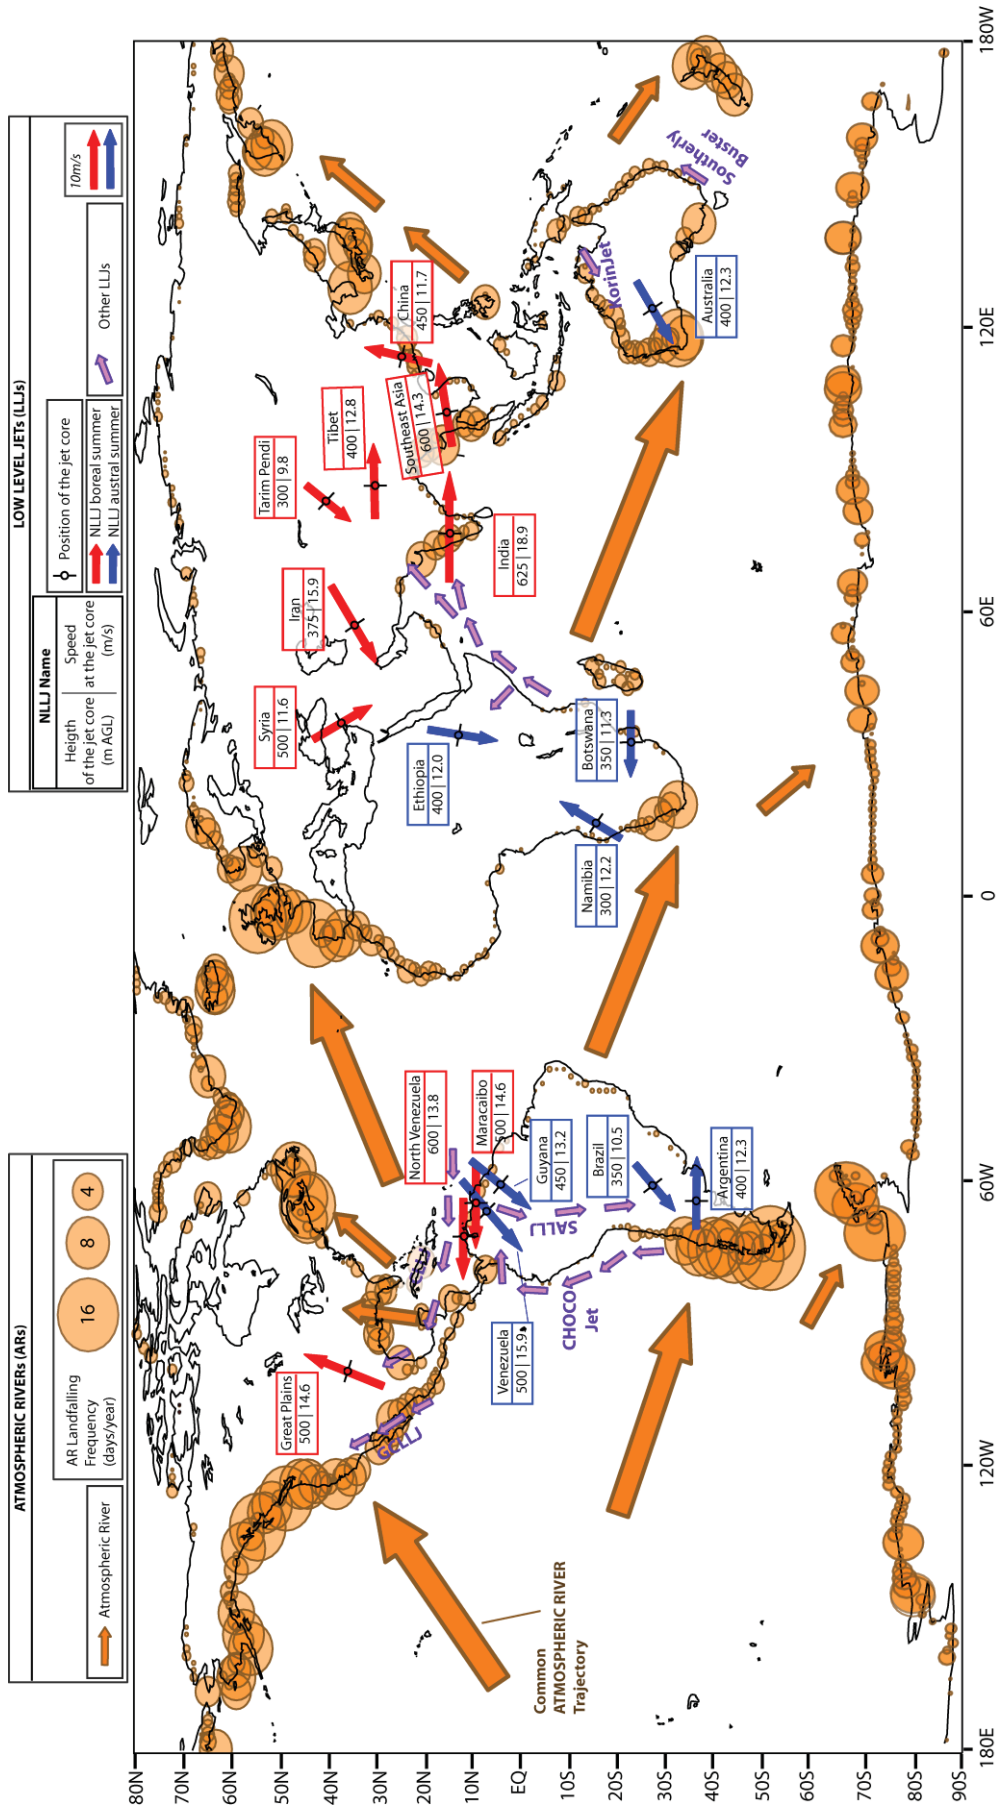 ATMOSPHERIC RIVERS (ARs)
Atmospheric River
AR Landfalling
Frequency
(days/year)
16
8
4
LOW LEVEL JETs (LLJs)
NLLJ Name
Heigth
of the jet core
(m AGL)
Speed
at the jet core
(m/s)
Position of the jet core
NLLJ boreal summer
NLLJ austral summer
Other LLJs
10m/s
80N
70N
60N
50N
40N
30N
20N
10N
EQ
10S
20S
30S
40S
50S
60S
70S
80S
90S
180E
120W
60W
0
60E
120E
180W
Great Plains
500 | 14.6
GELLJ
North Venezuela
600 | 13.8
Maracaibo
500 | 14.6
Guyana
450 | 13.2
Venezuela
500 | 15.9
Brazil
350 | 10.5
Argentina
400 | 12.3
SALLJ
CHOCO
Jet
Common
ATMOSPHERIC RIVER
Trajectory
Syria
500 | 11.6
Iran
375 | 15.9
Tarim Pendi
300 | 9.8
Tibet
400 | 12.8
Southeast Asia
600 | 14.3
China
450 | 11.7
India
625 | 18.9
Ethiopia
400 | 12.0
Namibia
300 | 12.2
Botswana
350 | 11.3
KorinJet
Southerly
Buster
Australia
400 | 12.3